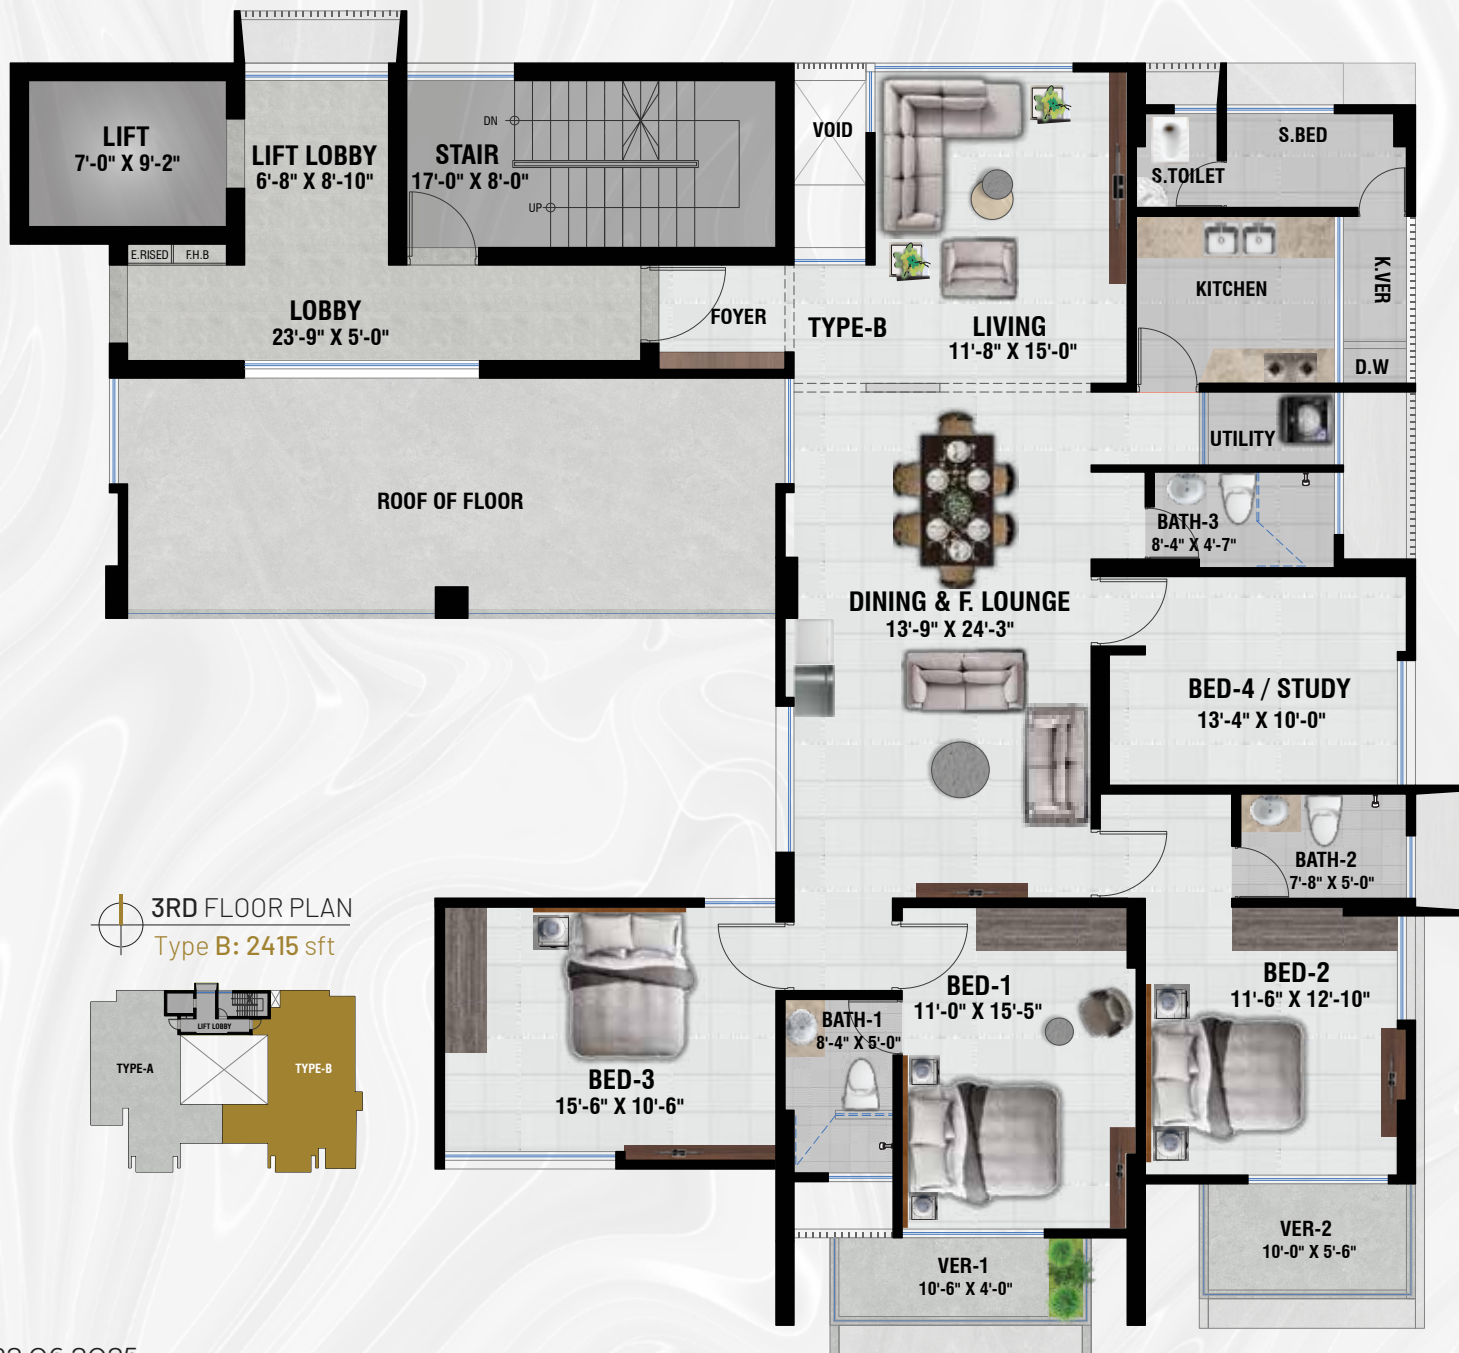 LIFT
7'-0" X 9'-2"
LIFT LOBBY
6'-8" X 8'-10"
STAIR
17'-0" X 8'-0"
DN
UP
VOID
S.BED
S.TOILET
E.RISED
F.H.B
LOBBY
23'-9" X 5'-0"
FOYER
TYPE-B
LIVING
11'-8" X 15'-0"
KITCHEN
K.VER
D.W
UTILITY
ROOF OF FLOOR
BATH-3
8'-4" X 4'-7"
DINING & F. LOUNGE
13'-9" X 24'-3"
BED-4 / STUDY
13'-4" X 10'-0"
BATH-2
7'-8" X 5'-0"
3RD FLOOR PLAN
Type B: 2415 sft
LIFT LOBBY
TYPE-A
TYPE-B
BED-3
15'-6" X 10'-6"
BATH-1
8'-4" X 5'-0"
BED-1
11'-0" X 15'-5"
BED-2
11'-6" X 12'-10"
VER-1
10'-6" X 4'-0"
VER-2
10'-0" X 5'-6"